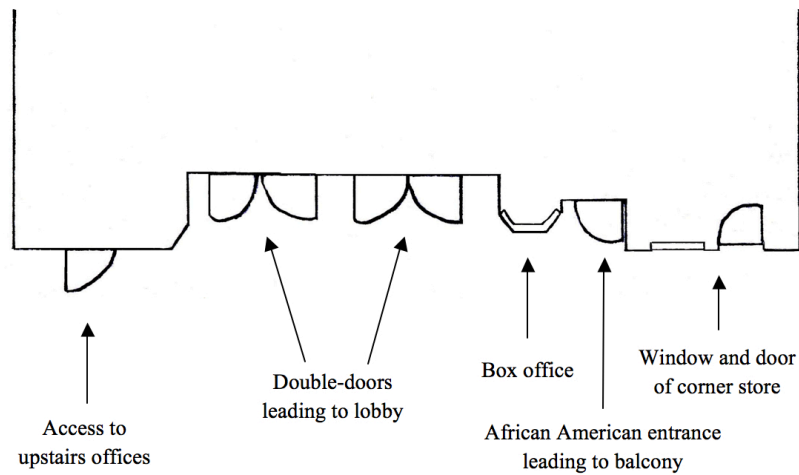 Access to
upstairs offices
Double-doors
leading to lobby
Box office
African American entrance
leading to balcony
Window and door
of corner store